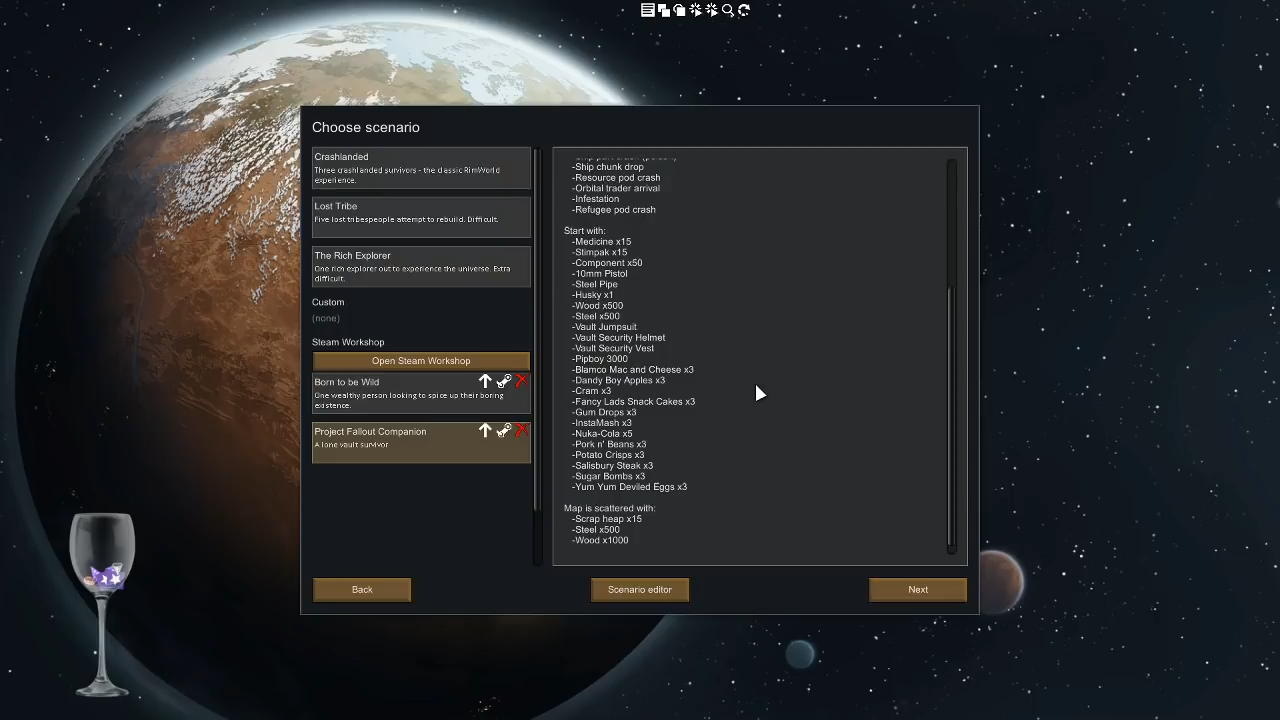 Choose scenario
Crashlanded
Three crashlanded survivors - the classic RimWorld
experience.
Lost Tribe
Five lost tribespeople attempt to rebuild. Difficult.
The Rich Explorer
One rich explorer out to experience the universe. Extra
difficult.
Custom
(none)
Steam Workshop
Open Steam Workshop
Born to be Wild
One wealthy person looking to spice up their boring
existence.
Project Fallout Companion
A lone vault survivor
-Ship chunk drop
-Resource pod crash
-Orbital trader arrival
-Infestation
-Refugee pod crash
Start with:
-Medicine x15
-Stimpak x15
-Component x50
-10mm Pistol
-Steel Pipe
-Husky x1
-Wood x500
-Steel x500
-Vault Jumpsuit
-Vault Security Helmet
-Vault Security Vest
-Pipboy 3000
-Blamco Mac and Cheese x3
-Dandy Boy Apples x3
-Cram x3
-Fancy Lads Snack Cakes x3
-Gum Drops x3
-InstaMash x3
-Nuka-Cola x5
-Pork n' Beans x3
-Potato Crisps x3
-Salisbury Steak x3
-Sugar Bombs x3
-Yum Yum Deviled Eggs x3
Map is scattered with:
-Scrap heap x15
-Steel x500
-Wood x1000
Back
Scenario editor
Next